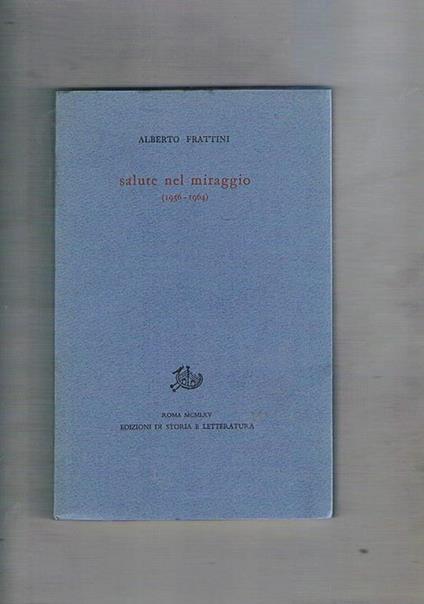 ALBERTO FRATTINI
salute nel miraggio
(1956-1964)
ROMA MCMLXV
EDIZIONI DI STORIA E LETTERATURA